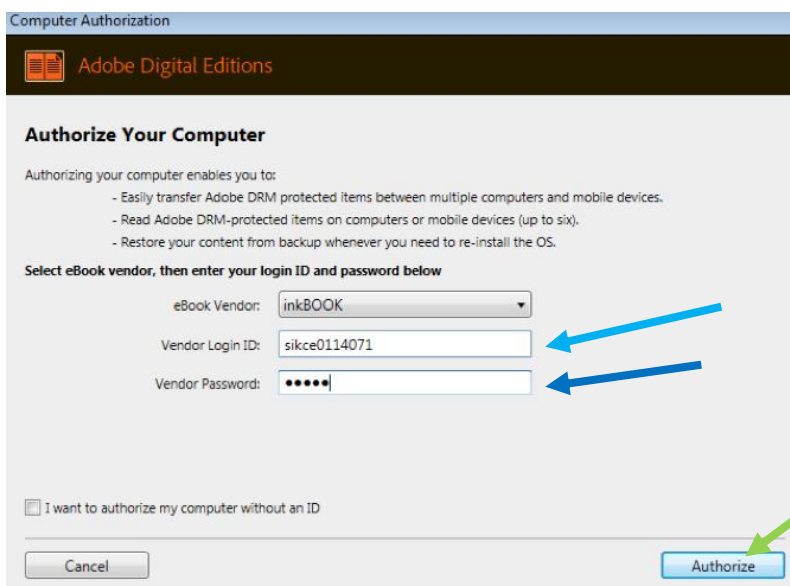 Computer Authorization
Adobe Digital Editions
Authorize Your Computer
Authorizing your computer enables you to:
- Easily transfer Adobe DRM protected items between multiple computers and mobile devices.
- Read Adobe DRM-protected items on computers or mobile devices (up to six).
- Restore your content from backup whenever you need to re-install the OS.
Select eBook vendor, then enter your login ID and password below
eBook Vendor: inkBOOK
Vendor Login ID: sikce0114071
Vendor Password: •••••
I want to authorize my computer without an ID
Cancel Authorize